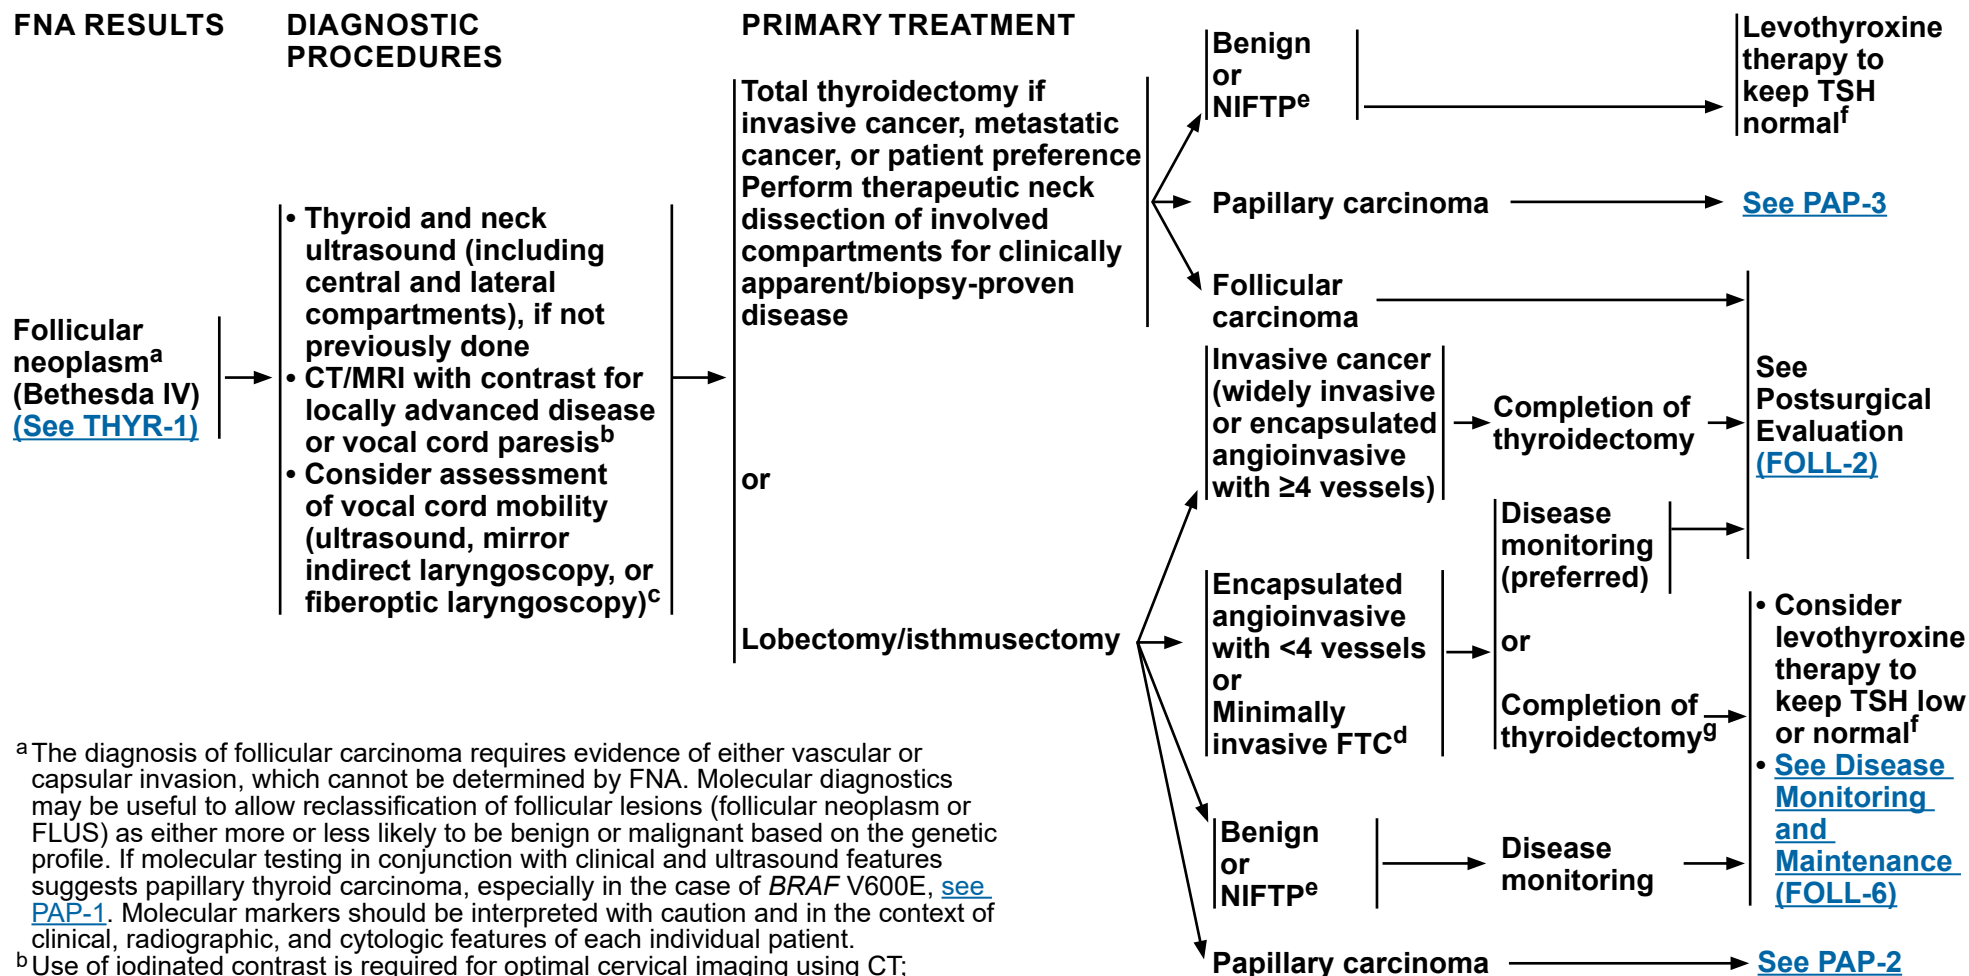 FNA RESULTS
DIAGNOSTIC
PROCEDURES
PRIMARY TREATMENT
Follicular
neoplasmᵃ
(Bethesda IV)
(See THYR-1)
• Thyroid and neck
ultrasound (including
central and lateral
compartments), if not
previously done
• CT/MRI with contrast for
locally advanced disease
or vocal cord paresisᵇ
• Consider assessment
of vocal cord mobility
(ultrasound, mirror
indirect laryngoscopy, or
fiberoptic laryngoscopy)ᶜ
Total thyroidectomy if
invasive cancer, metastatic
cancer, or patient preference
Perform therapeutic neck
dissection of involved
compartments for clinically
apparent/biopsy-proven
disease
or
Lobectomy/isthmusectomy
Benign
or
NIFTPᵉ
Levothyroxine
therapy to
keep TSH
normalᶠ
Papillary carcinoma
See PAP-3
Follicular
carcinoma
Invasive cancer
(widely invasive
or encapsulated
angioinvasive
with ≥4 vessels)
Completion of
thyroidectomy
See
Postsurgical
Evaluation
(FOLL-2)
Encapsulated
angioinvasive
with <4 vessels
or
Minimally
invasive FTCᵈ
Disease
monitoring
(preferred)
or
Completion of
thyroidectomyᵍ
• Consider
levothyroxine
therapy to
keep TSH low
or normalᶠ
• See Disease
Monitoring
and
Maintenance
(FOLL-6)
Benign
or
NIFTPᵉ
Disease
monitoring
Papillary carcinoma
See PAP-2
ᵃ The diagnosis of follicular carcinoma requires evidence of either vascular or
capsular invasion, which cannot be determined by FNA. Molecular diagnostics
may be useful to allow reclassification of follicular lesions (follicular neoplasm or
FLUS) as either more or less likely to be benign or malignant based on the genetic
profile. If molecular testing in conjunction with clinical and ultrasound features
suggests papillary thyroid carcinoma, especially in the case of BRAF V600E, see
PAP-1. Molecular markers should be interpreted with caution and in the context of
clinical, radiographic, and cytologic features of each individual patient.
ᵇ Use of iodinated contrast is required for optimal cervical imaging using CT;